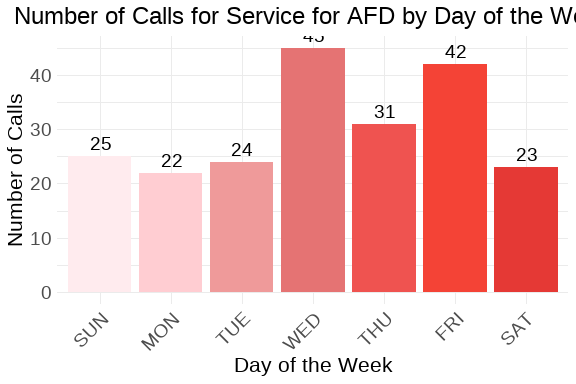 Number of Calls for Service for AFD by Day of the We
Number of Calls
40
30
20
10
0
25
22
24
45
31
42
23
SUN
MON
TUE
WED
THU
FRI
SAT
Day of the Week